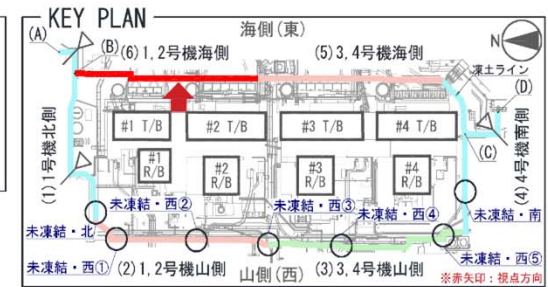 KEY PLAN
海側(東)
N
(A)
(B)
(6)1,2号機海側
(5)3,4号機海側
凍土ライン
(D)
#1 T/B
#2 T/B
#3 T/B
#4 T/B
(C)
(1)1号機北側
(4)4号機南側
#1
R/B
#2
R/B
#3
R/B
#4
R/B
未凍結・西②
未凍結・西③
未凍結・西④
未凍結・南
未凍結・北
未凍結・西①
(2)1,2号機山側
山側(西)
(3)3,4号機山側
未凍結・西⑤
※赤矢印:視点方向